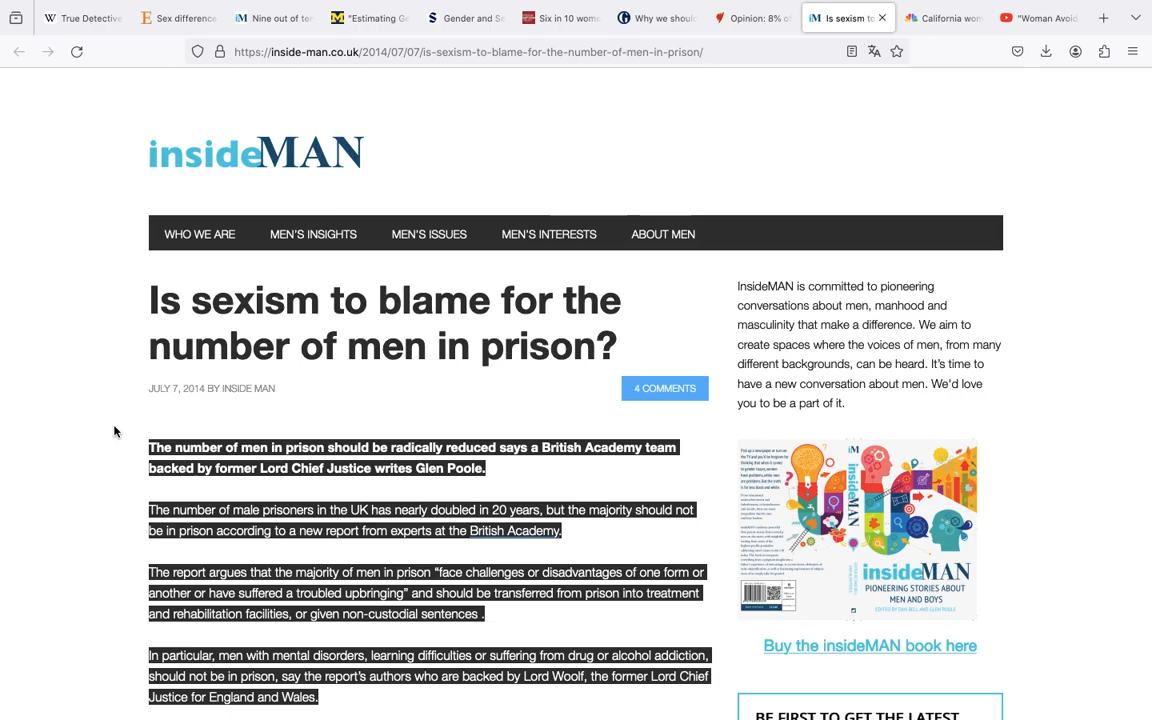 True Detective
Sex difference
Nine out of ten
"Estimating Ge
Gender and Se
Six in 10 wome
Why we shoul
Opinion: 8% of
Is sexism to
California wom
"Woman Avoid
https://inside-man.co.uk/2014/07/07/is-sexism-to-blame-for-the-number-of-men-in-prison/
insideMAN
WHO WE ARE
MEN'S INSIGHTS
MEN'S ISSUES
MEN'S INTERESTS
ABOUT MEN
Is sexism to blame for the
number of men in prison?
JULY 7, 2014 BY INSIDE MAN
4 COMMENTS
The number of men in prison should be radically reduced says a British Academy team
backed by former Lord Chief Justice writes Glen Poole.
The number of male prisoners in the UK has nearly doubled in 20 years, but the majority should not
be in prison according to a new report from experts at the British Academy.
The report argues that the majority of men in prison “face challenges or disadvantages of one form or
another or have suffered a troubled upbringing” and should be transferred from prison into treatment
and rehabilitation facilities, or given non-custodial sentences .
In particular, men with mental disorders, learning difficulties or suffering from drug or alcohol addiction,
should not be in prison, say the report's authors who are backed by Lord Woolf, the former Lord Chief
Justice for England and Wales.
InsideMAN is committed to pioneering
conversations about men, manhood and
masculinity that make a difference. We aim to
create spaces where the voices of men, from many
different backgrounds, can be heard. It's time to
have a new conversation about men. We'd love
you to be a part of it.
insideMAN
insideMAN
PIONEERING STORIES ABOUT
MEN AND BOYS
EDITED BY DAN BELL AND GLEN POOLE
Buy the insideMAN book here
BE FIRST TO GET THE LATEST